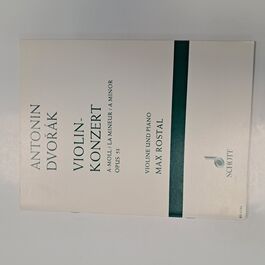 ANTONIN
DVOŘÁK
VIOLIN-
KONZERT
A-MOLL / LA MINEUR / A MINOR
OPUS 53
VIOLINE UND PIANO
MAX ROSTAL
SCHOTT